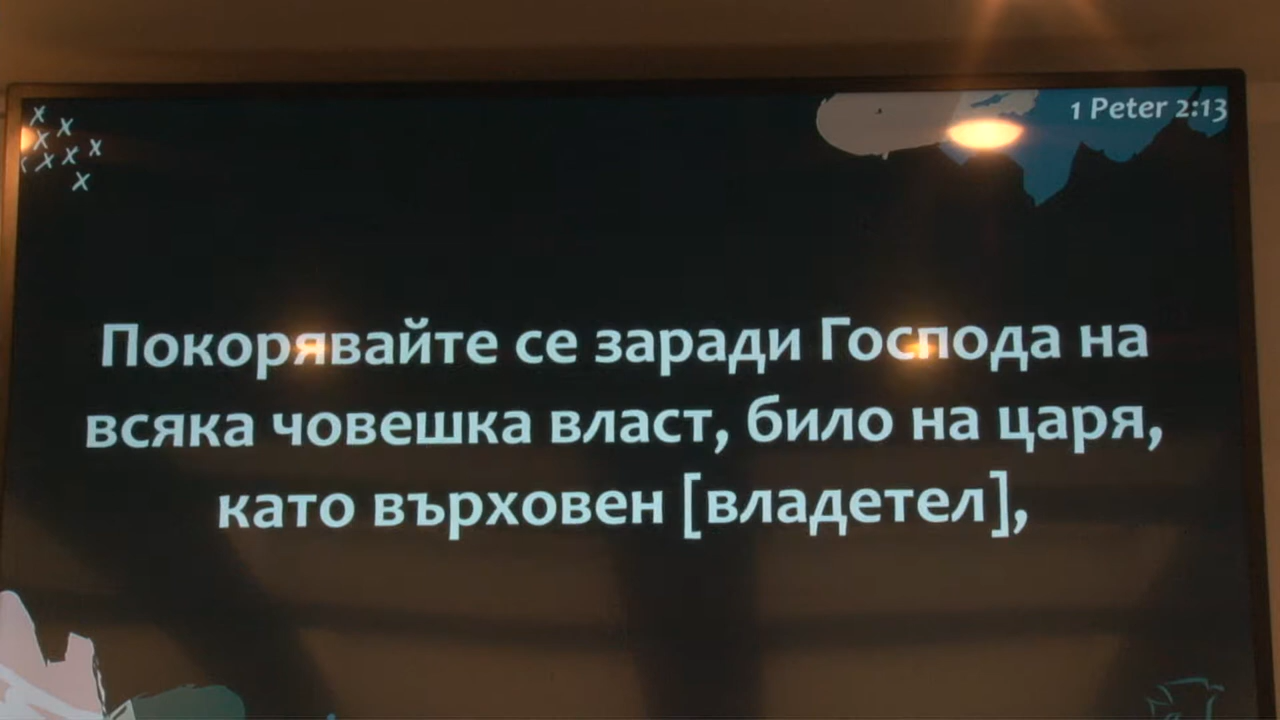 1 Peter 2:13
Покорявайте се заради Господа на
всяка човешка власт, било на царя,
като върховен [владетел],